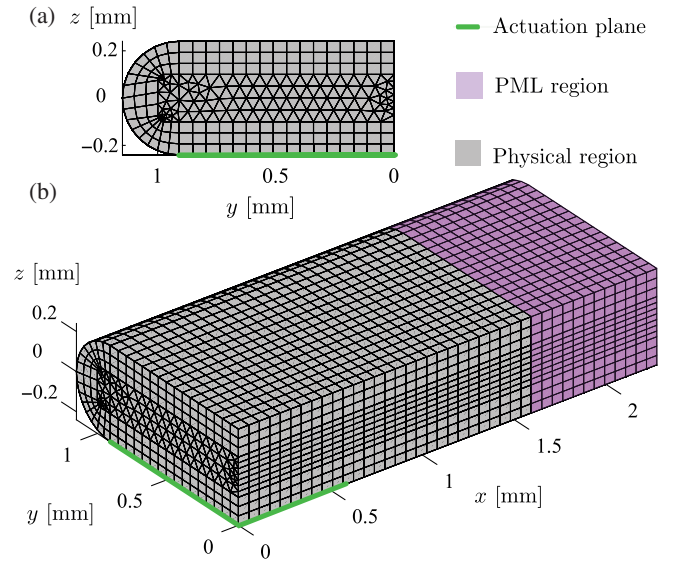 (a) z [mm]
0.2
0
−0.2
1 0.5 0
y [mm]
Actuation plane
PML region
Physical region
(b)
z [mm]
0.2
0
−0.2
1
0.5
0
y [mm]
0
0.5
1
1.5
2
x [mm]